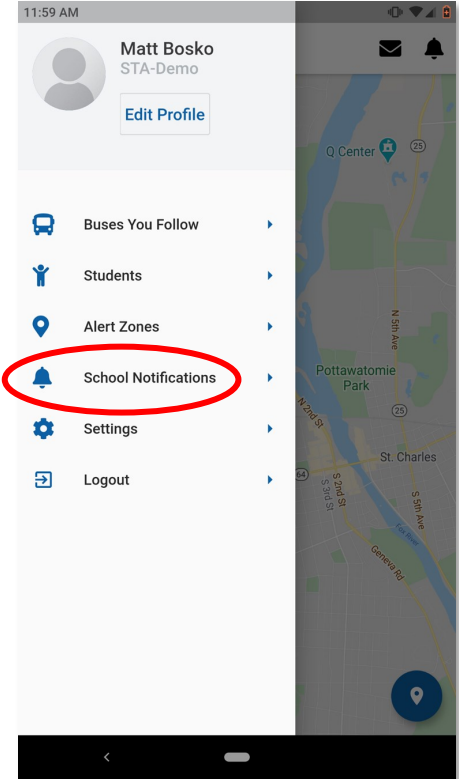 11:59 AM
Matt Bosko
STA-Demo
Edit Profile
Buses You Follow
Students
Alert Zones
School Notifications
Settings
Logout
Q Center
25
N 5th Ave
Pottawatomie
Park
N 2nd St
25
St. Charles
64
S 2nd St
S 3rd St
S 5th Ave
Fox River
Geneva Rd